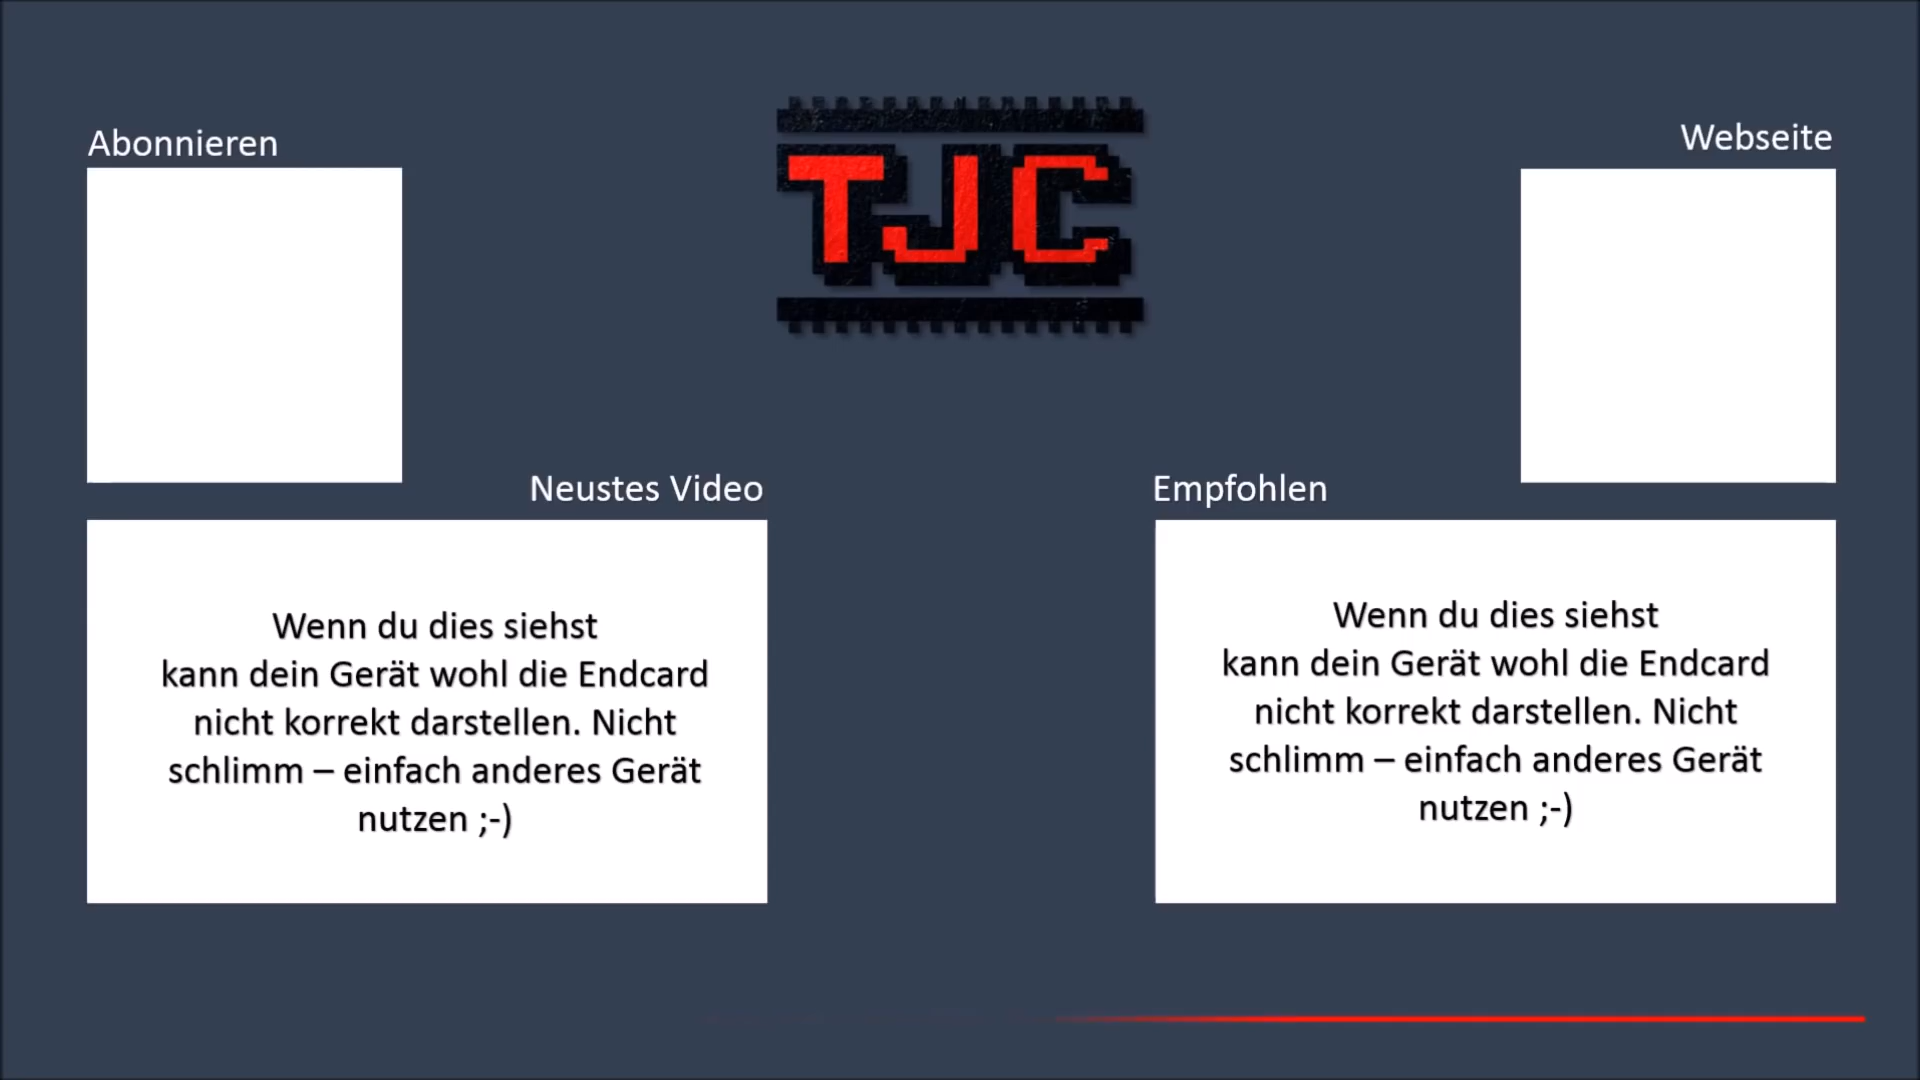 TJC
Abonnieren
Webseite
Neustes Video
Empfohlen
Wenn du dies siehst
kann dein Gerät wohl die Endcard
nicht korrekt darstellen. Nicht
schlimm – einfach anderes Gerät
nutzen ;-)
Wenn du dies siehst
kann dein Gerät wohl die Endcard
nicht korrekt darstellen. Nicht
schlimm – einfach anderes Gerät
nutzen ;-)